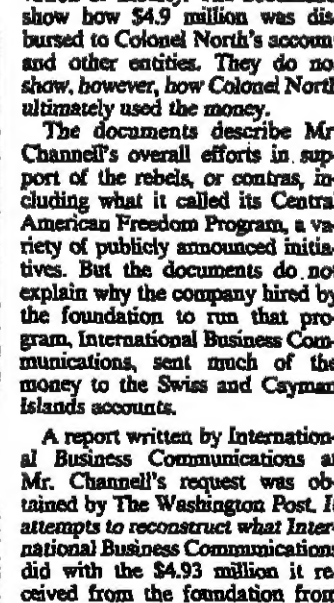 show how $4.9 million was dis-
bursed to Colonel North's accoun
and other entities. They do no
show, however, how Colonel North
ultimately used the money.
The documents describe Mr
Channell's overall efforts in sup-
port of the rebels, or contras, in-
cluding what it called its Central
American Freedom Program, a va-
riety of publicly announced initia-
tives. But the documents do no
explain why the company hired by
the foundation to run that pro-
gram, International Business Com-
munications, sent much of the
money to the Swiss and Cayman
Islands accounts.
A report written by Internation-
al Business Communications at
Mr. Channell's request was ob-
tained by The Washington Post. It
attempts to reconstruct what Inter-
national Business Communications
did with the $4.93 million it re-
ceived from the foundation from